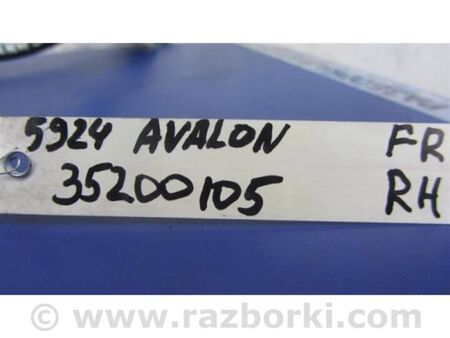 5924 AVALON FR
35200105 RH
© www.razborki.com